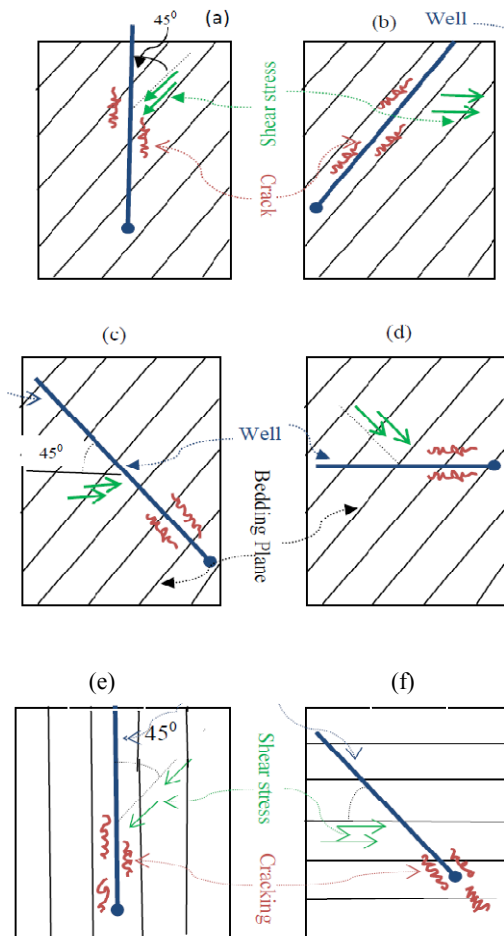 45⁰
(a)
(b)
Well
Shear stress
Crack
(c)
(d)
45⁰
Well
Bedding Plane
(e)
(f)
45⁰
Shear stress
Cracking